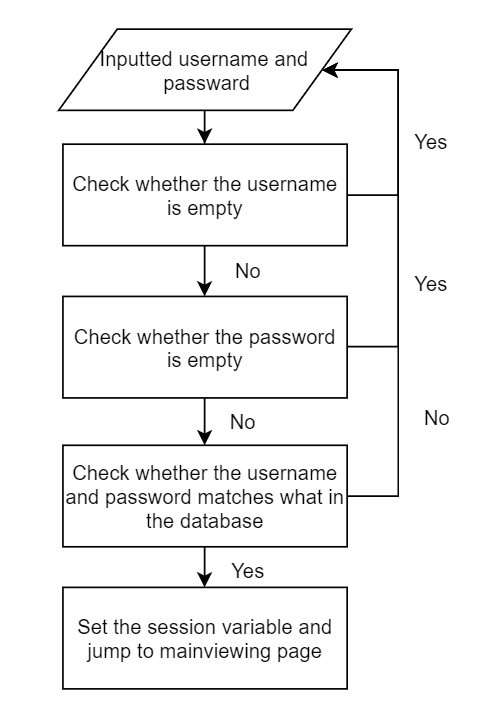 Inputted username and
passward
Yes
Check whether the username
is empty
No
Yes
Check whether the password
is empty
No
No
Check whether the username
and password matches what in
the database
Yes
Set the session variable and
jump to mainviewing page